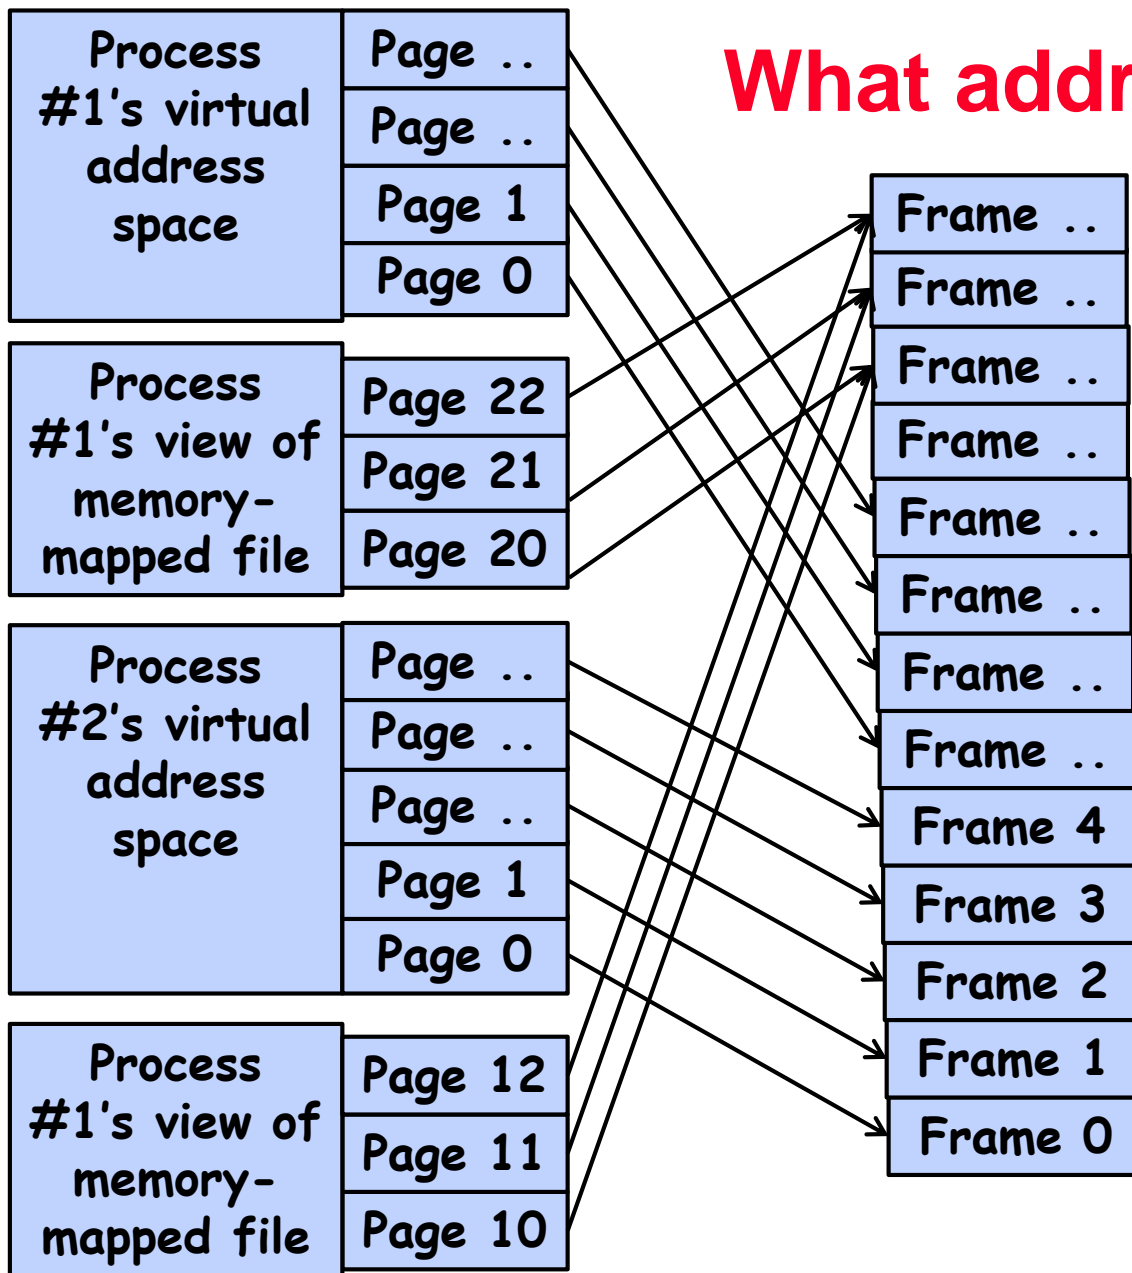 What addr
Process
#1's virtual
address
space
Page ..
Page ..
Page 1
Page 0
Process
#1's view of
memory-
mapped file
Page 22
Page 21
Page 20
Process
#2's virtual
address
space
Page ..
Page ..
Page ..
Page 1
Page 0
Process
#1's view of
memory-
mapped file
Page 12
Page 11
Page 10
Frame ..
Frame ..
Frame ..
Frame ..
Frame ..
Frame ..
Frame ..
Frame ..
Frame 4
Frame 3
Frame 2
Frame 1
Frame 0